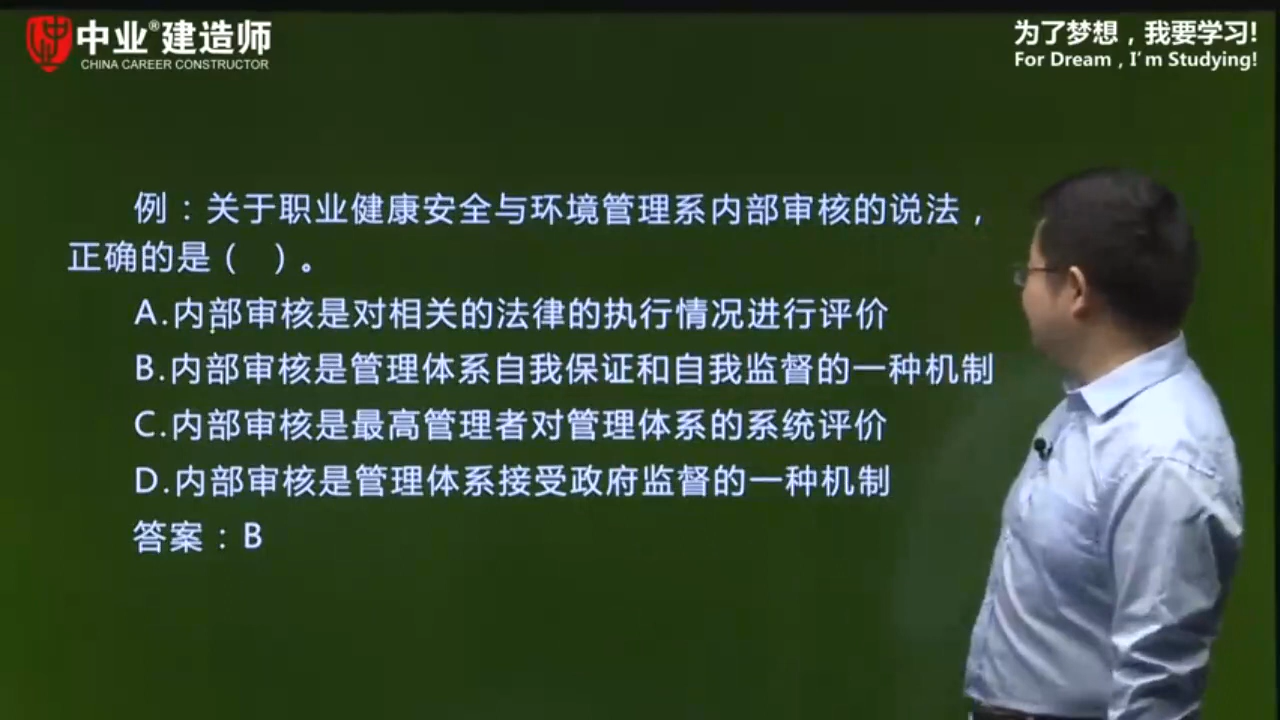 中业®建造师
CHINA CAREER CONSTRUCTOR
为了梦想，我要学习！
For Dream , I'm Studying!
例：关于职业健康安全与环境管理系内部审核的说法，
正确的是（ ）。
A.内部审核是对相关的法律的执行情况进行评价
B.内部审核是管理体系自我保证和自我监督的一种机制
C.内部审核是最高管理者对管理体系的系统评价
D.内部审核是管理体系接受政府监督的一种机制
答案：B